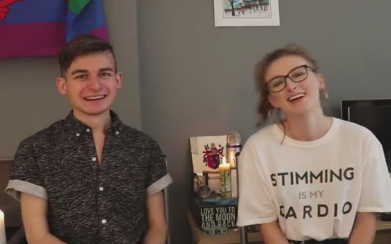 STIMMING
IS MY
CARDIO
LOVE YOU TO
THE MOON
AND BACK